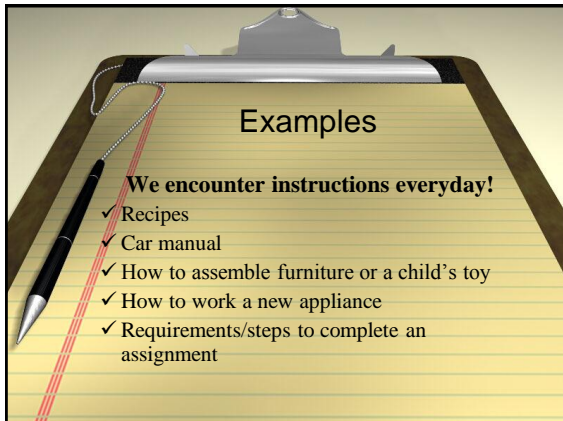 Examples
We encounter instructions everyday!
✓ Recipes
✓ Car manual
✓ How to assemble furniture or a child's toy
✓ How to work a new appliance
✓ Requirements/steps to complete an
assignment